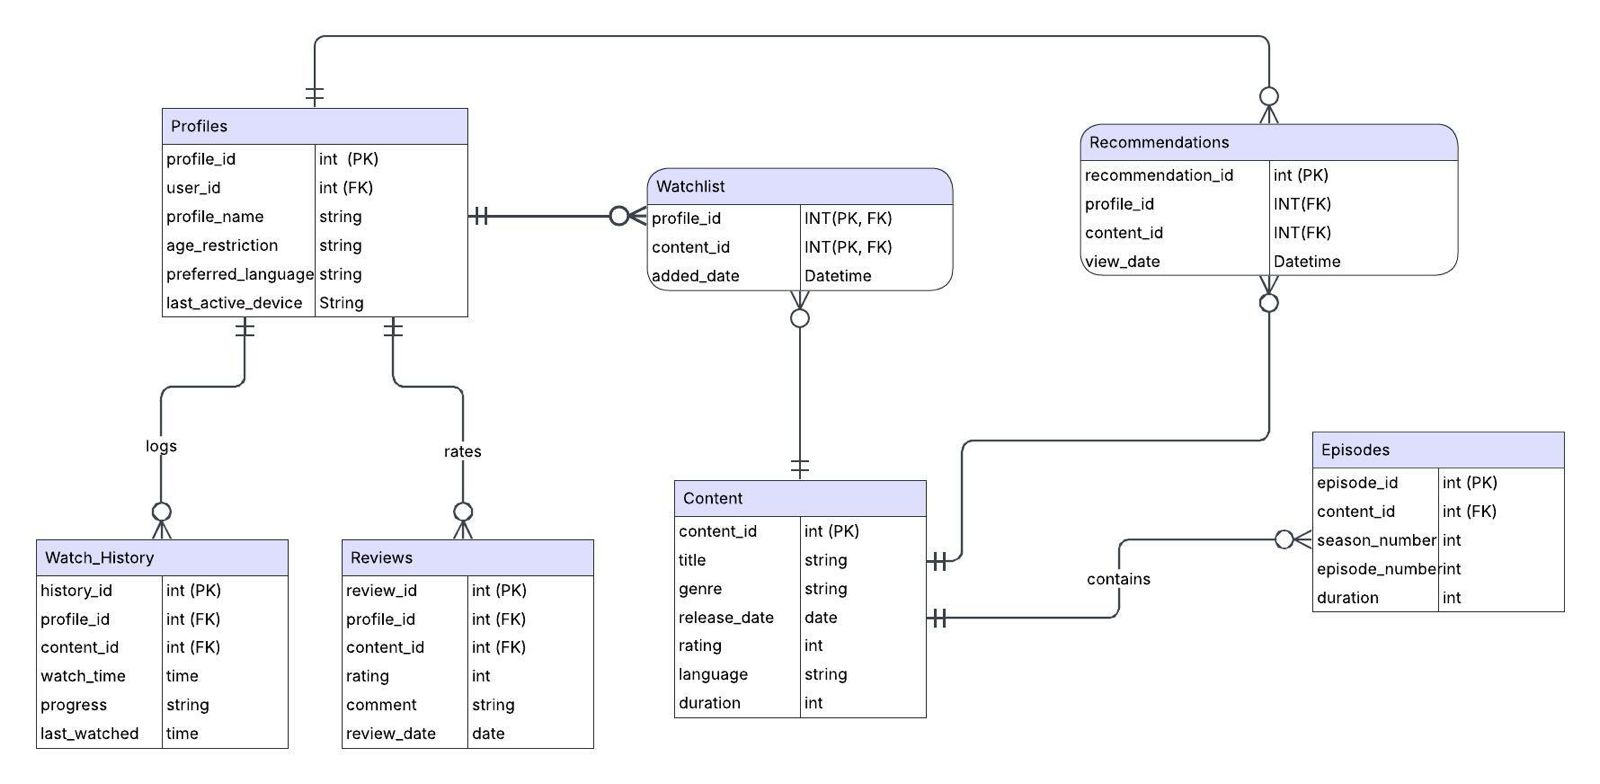 Profiles
profile_id int (PK)
user_id int (FK)
profile_name string
age_restriction string
preferred_language string
last_active_device String
Watchlist
profile_id INT(PK, FK)
content_id INT(PK, FK)
added_date Datetime
Recommendations
recommendation_id int (PK)
profile_id INT(FK)
content_id INT(FK)
view_date Datetime
logs
rates
Watch_History
history_id int (PK)
profile_id int (FK)
content_id int (FK)
watch_time time
progress string
last_watched time
Reviews
review_id int (PK)
profile_id int (FK)
content_id int (FK)
rating int
comment string
review_date date
Content
content_id int (PK)
title string
genre string
release_date date
rating int
language string
duration int
contains
Episodes
episode_id int (PK)
content_id int (FK)
season_number int
episode_number int
duration int